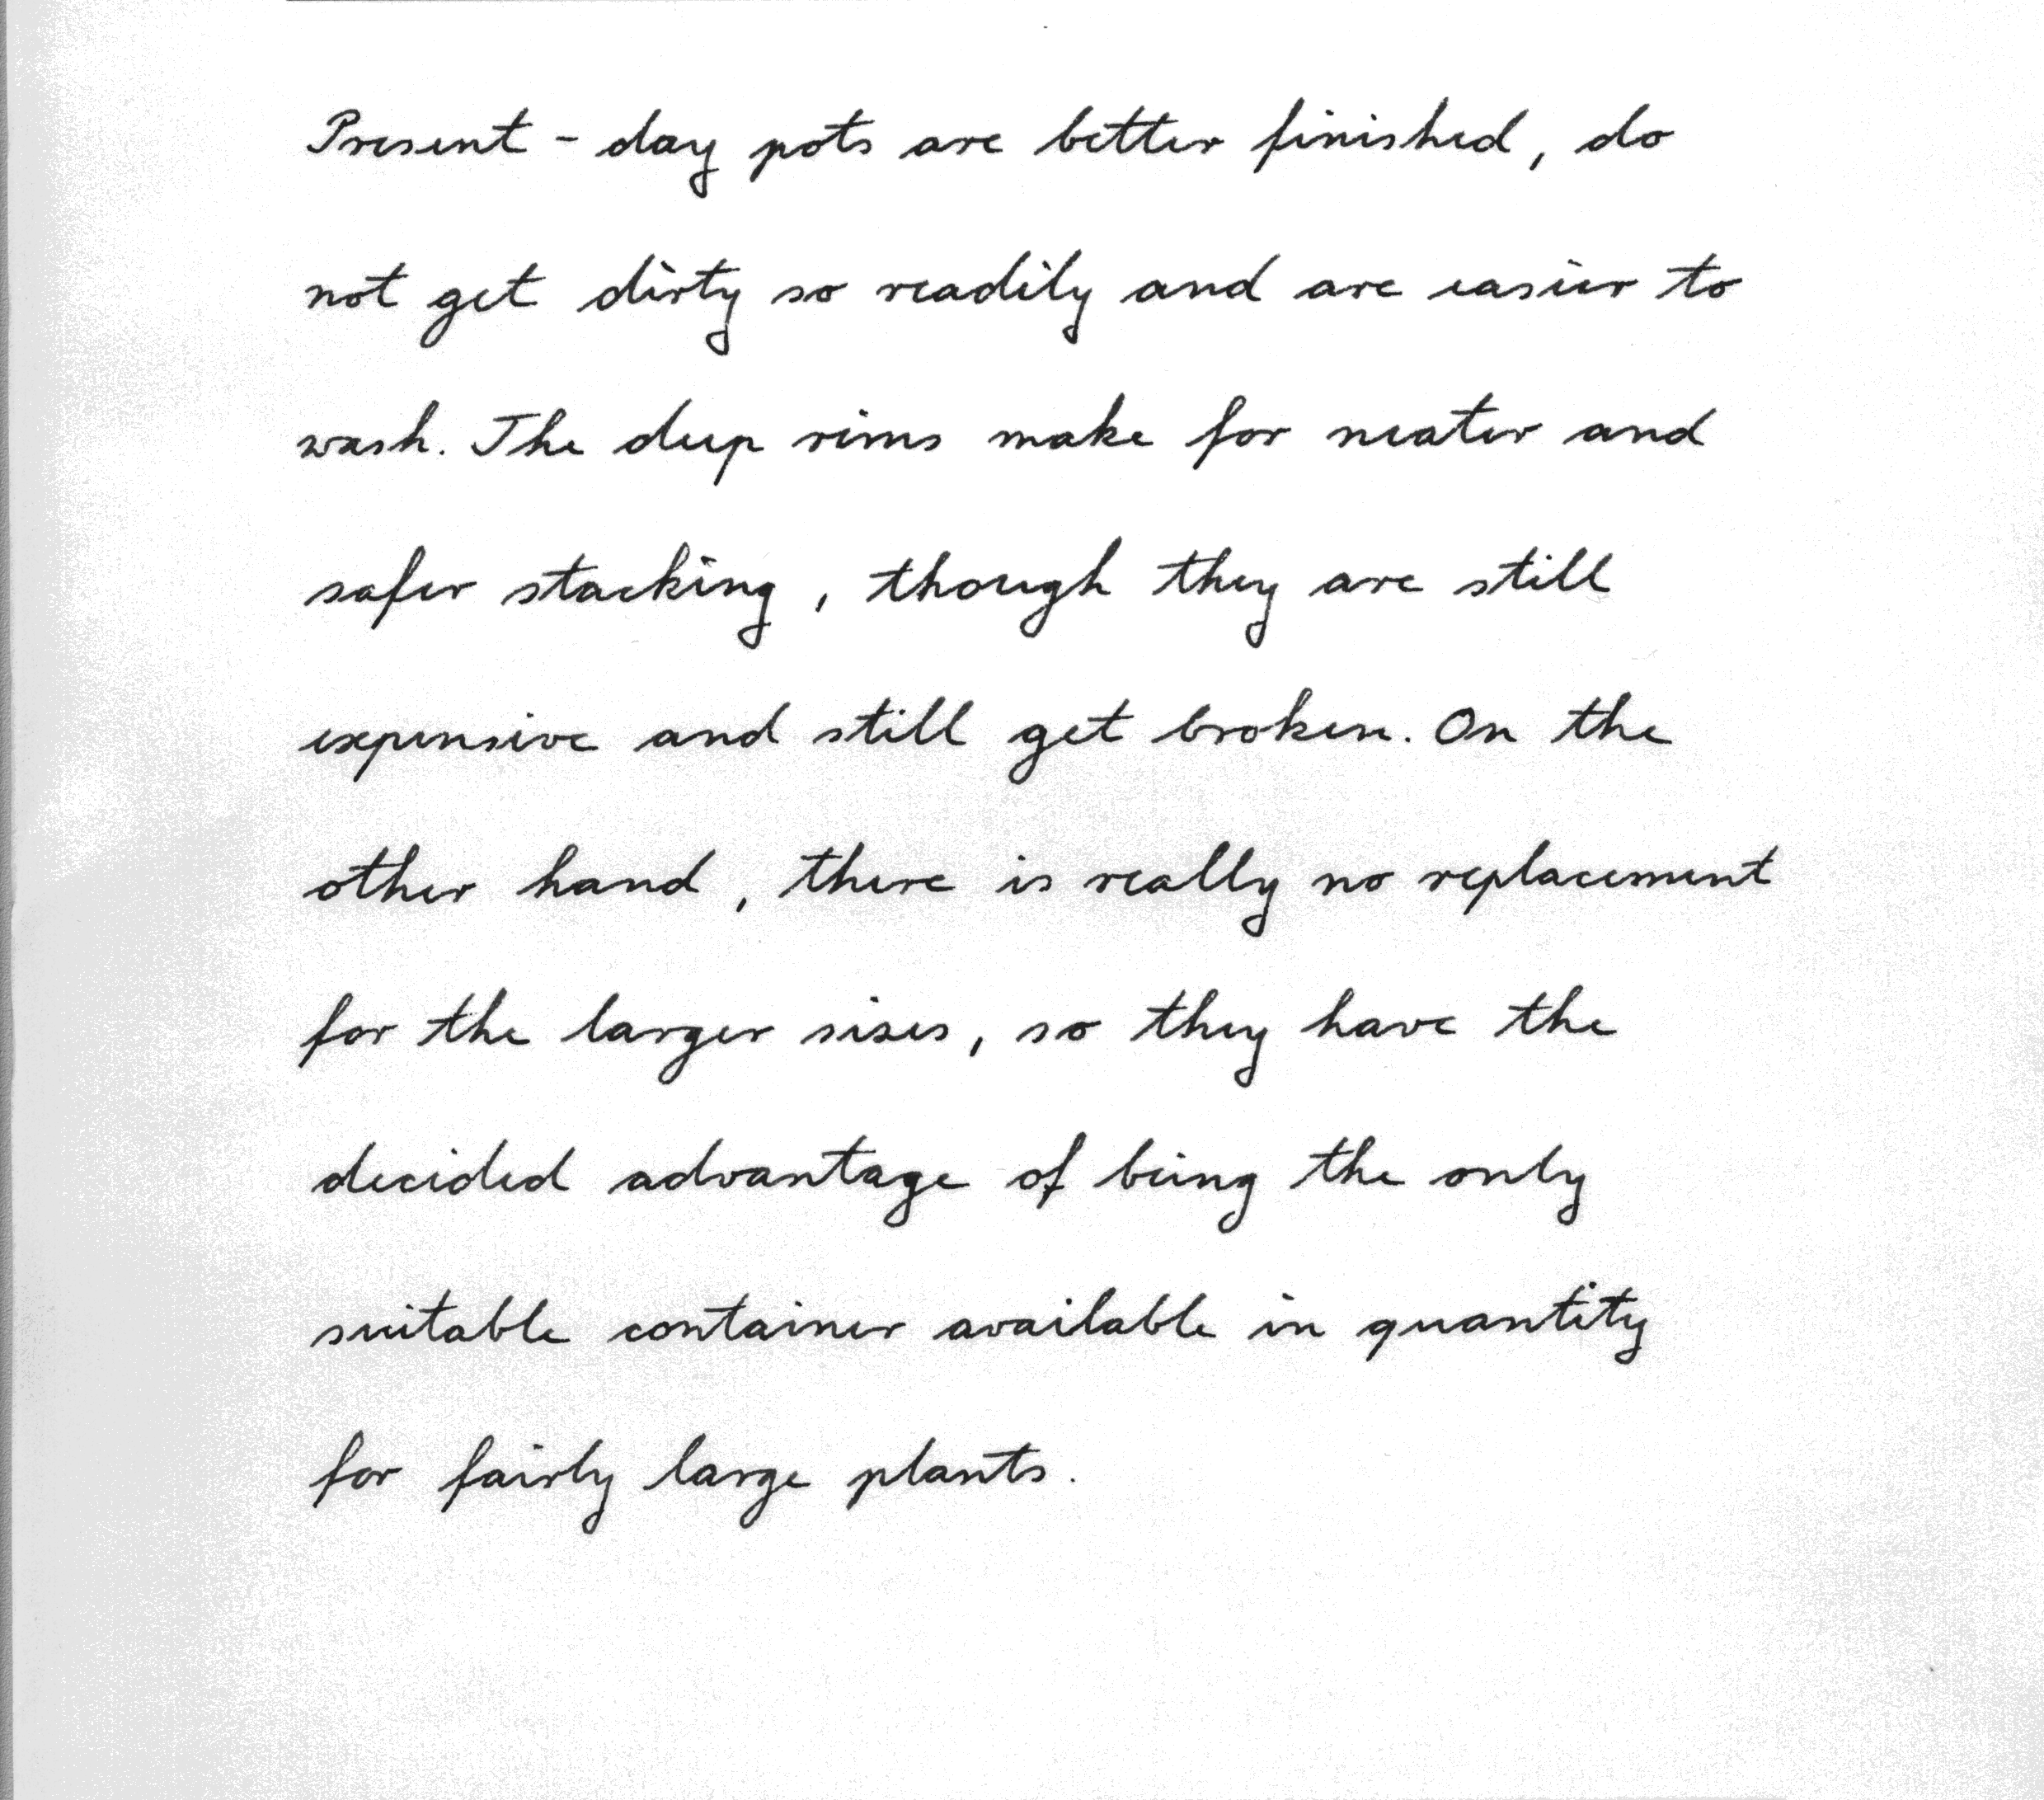 Present - day pots are better finished, do
not get dirty so readily and are easier to
wash. The deep rims make for neater and
safer stacking, though they are still
expensive and still get broken. On the
other hand, there is really no replacement
for the larger sizes, so they have the
decided advantage of being the only
suitable container available in quantity
for fairly large plants.